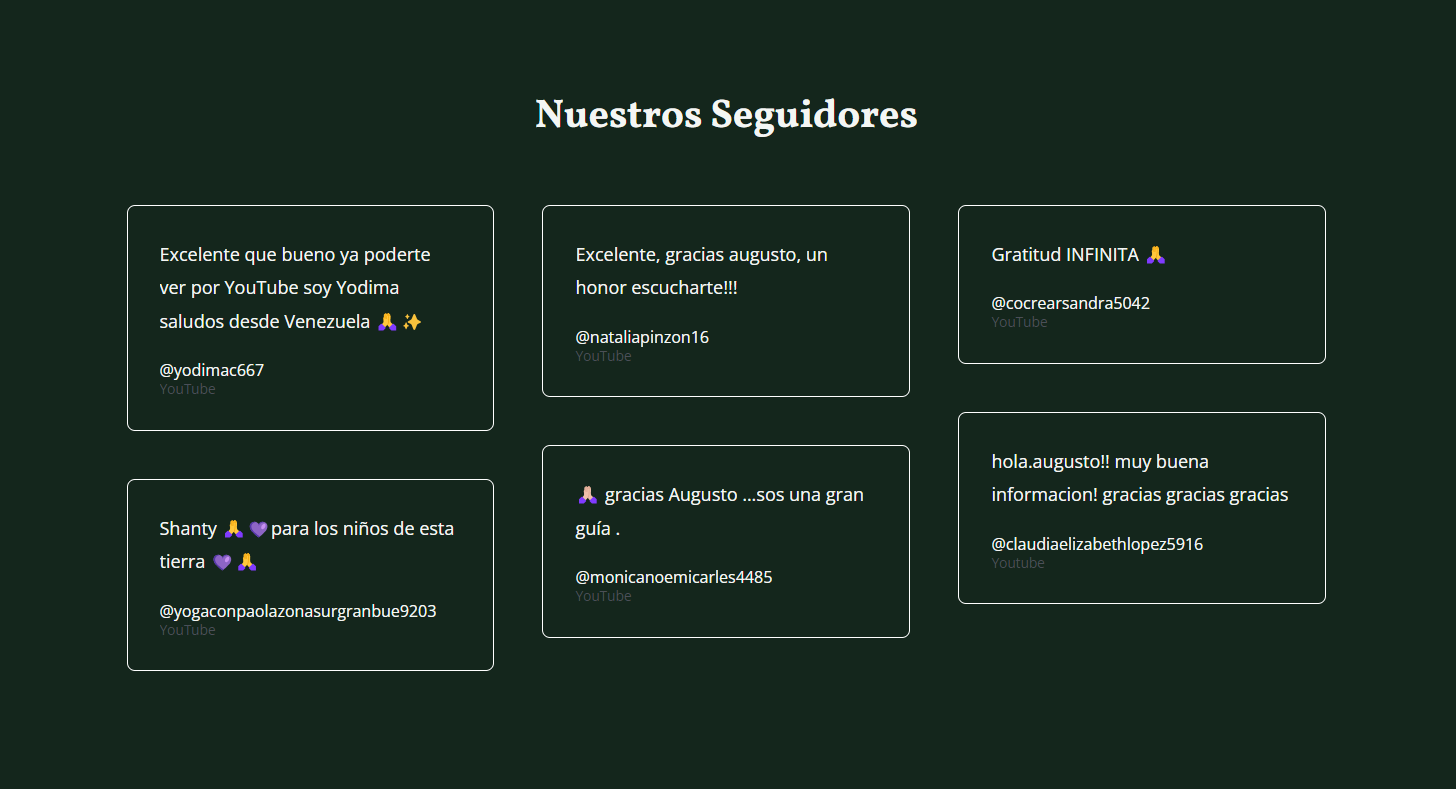 Nuestros Seguidores
Excelente que bueno ya poderte
ver por YouTube soy Yodima
saludos desde Venezuela 🙏 ✨
@yodimac667
YouTube
Shanty 🙏 💜 para los niños de esta
tierra 💜 🙏
@yogaconpaolazonasurgranbue9203
YouTube
Excelente, gracias augusto, un
honor escucharte!!!
@nataliapinzon16
YouTube
🙏🏻 gracias Augusto ...sos una gran
guía .
@monicanoemicarles4485
YouTube
Gratitud INFINITA 🙏
@cocrearsandra5042
YouTube
hola.augusto!! muy buena
informacion! gracias gracias gracias
@claudiaelizabethlopez5916
Youtube